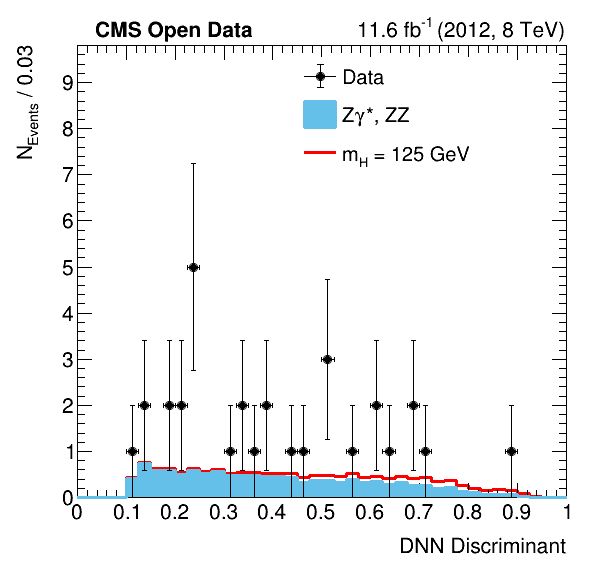 CMS Open Data 11.6 fb⁻¹ (2012, 8 TeV)
N_Events / 0.03
Data
Zγ*, ZZ
m_H = 125 GeV
9
8
7
6
5
4
3
2
1
0
0 0.1 0.2 0.3 0.4 0.5 0.6 0.7 0.8 0.9 1
DNN Discriminant